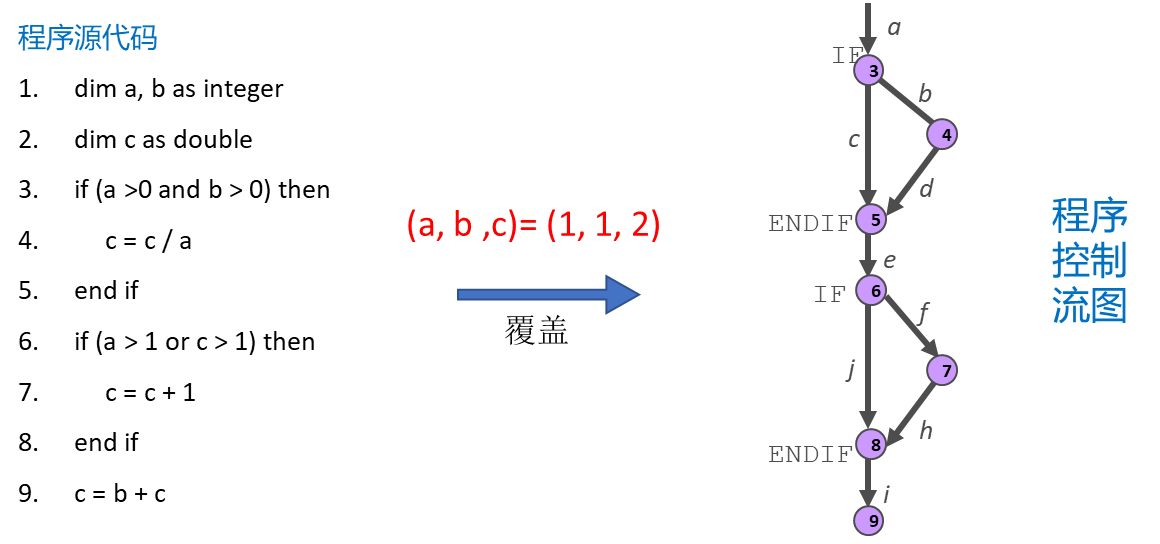 程序源代码
1. dim a, b as integer
2. dim c as double
3. if (a >0 and b > 0) then
4. c = c / a
5. end if
6. if (a > 1 or c > 1) then
7. c = c + 1
8. end if
9. c = b + c
(a, b ,c)= (1, 1, 2)
覆盖
a
IF
3
b
c
4
d
ENDIF
5
e
IF
6
f
j
7
h
ENDIF
8
i
9
程序
控制
流图